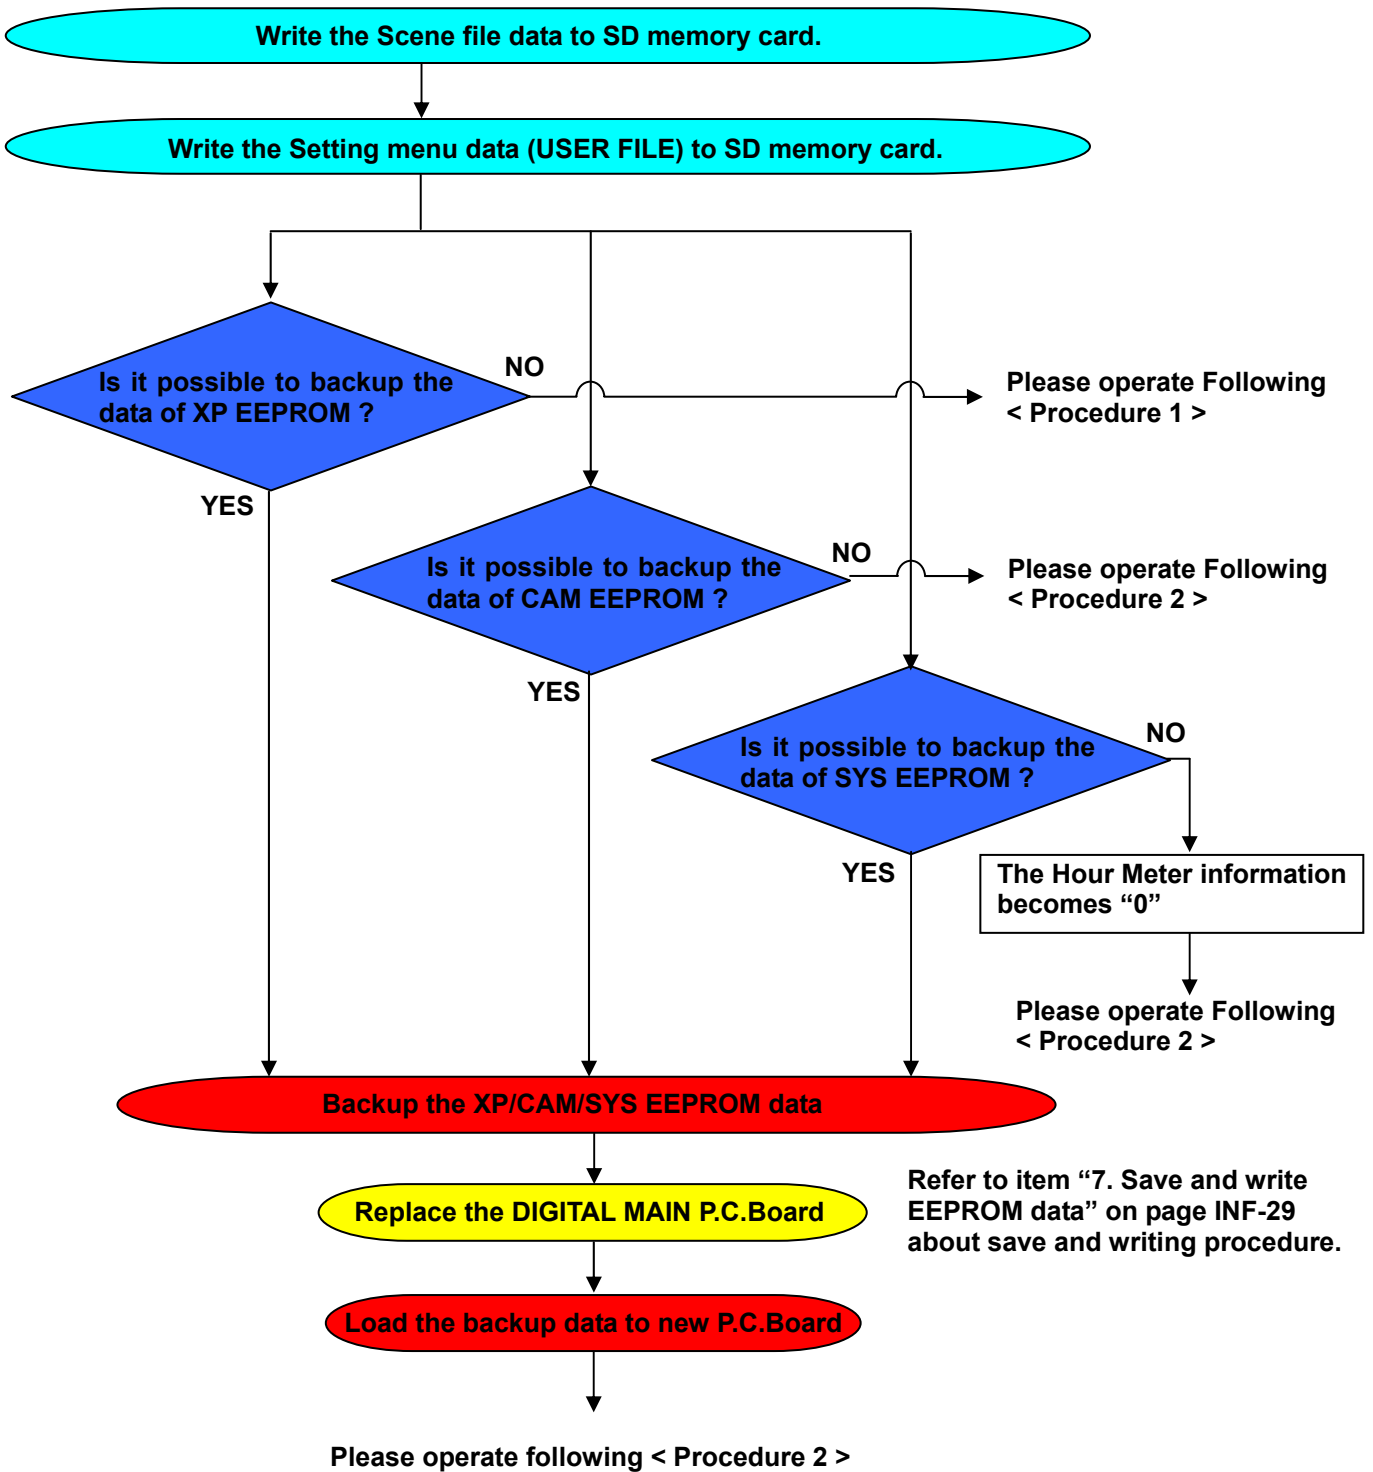 Write the Scene file data to SD memory card.
Write the Setting menu data (USER FILE) to SD memory card.
NO
Is it possible to backup the
data of XP EEPROM ?
Please operate Following
< Procedure 1 >
YES
NO
Is it possible to backup the
data of CAM EEPROM ?
Please operate Following
< Procedure 2 >
YES
NO
Is it possible to backup the
data of SYS EEPROM ?
YES
The Hour Meter information
becomes “0”
Please operate Following
< Procedure 2 >
Backup the XP/CAM/SYS EEPROM data
Replace the DIGITAL MAIN P.C.Board
Refer to item “7. Save and write
EEPROM data” on page INF-29
about save and writing procedure.
Load the backup data to new P.C.Board
Please operate following < Procedure 2 >